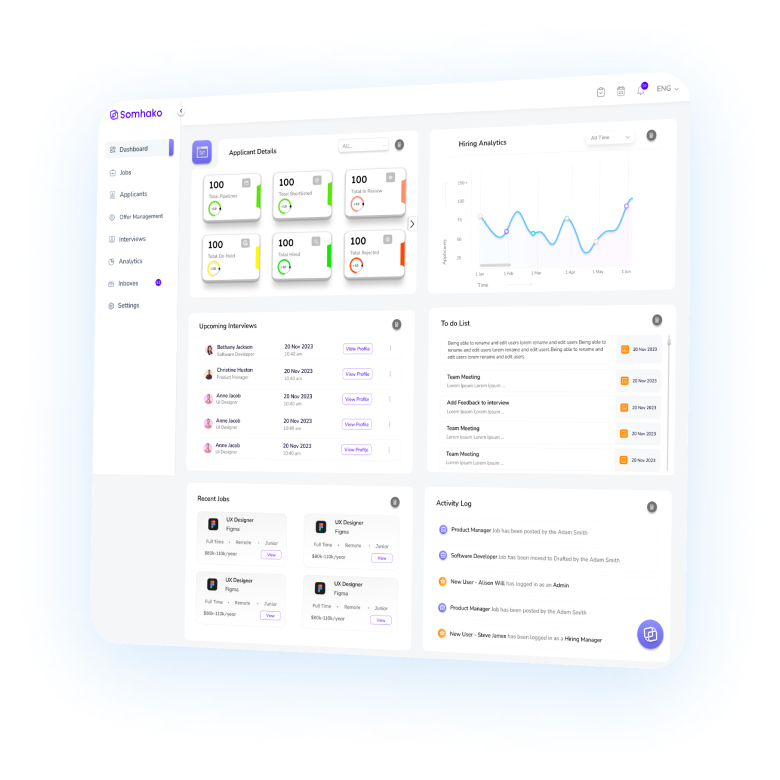 Somhako
ENG
Dashboard
Jobs
Applicants
Offer Management
Interviews
Analytics
Inboxes
Settings
Applicant Details
All..
100
Total Pipelines
100
Total Shortlisted
100
Total In Review
100
Total On-Hold
100
Total Hired
100
Total Rejected
Hiring Analytics
All Time
Applicants
150+
100
75
50
25
1 Jan
1 Feb
1 Mar
1 Apr
1 May
1 Jun
Time
Upcoming Interviews
Bethany Jackson
Software Developer
20 Nov 2023
10:40 am
View Profile
Christine Huston
Product Manager
20 Nov 2023
10:40 am
View Profile
Anne Jacob
UI Designer
20 Nov 2023
10:40 am
View Profile
Anne Jacob
UI Designer
20 Nov 2023
10:40 am
View Profile
Anne Jacob
UI Designer
20 Nov 2023
10:40 am
View Profile
To do List
Being able to rename and edit users lorem rename and edit users Being able to rename
and edit users lorem rename and edit users Being able to rename and edit users lorem
rename and edit users
20 Nov 2023
Team Meeting
Lorem Ipsum Lorem Ipsum ...
20 Nov 2023
Add Feedback to interview
Lorem Ipsum Lorem Ipsum ...
20 Nov 2023
Team Meeting
Lorem Ipsum Lorem Ipsum ...
20 Nov 2023
Team Meeting
Lorem Ipsum Lorem Ipsum ...
20 Nov 2023
Recent Jobs
UX Designer
Figma
Full Time • Remote • Junior
$80k-110k/year
View
UX Designer
Figma
Full Time • Remote • Junior
$80k-110k/year
View
UX Designer
Figma
Full Time • Remote • Junior
$80k-110k/year
View
UX Designer
Figma
Full Time • Remote • Junior
$80k-110k/year
View
Activity Log
Product Manager Job has been posted by the Adam Smith
Software Developer Job has been moved to Drafted by the Adam Smith
New User - Alison Will has logged in as an Admin
Product Manager Job has been posted by the Adam Smith
New User - Steve James has been logged in as a Hiring Manager